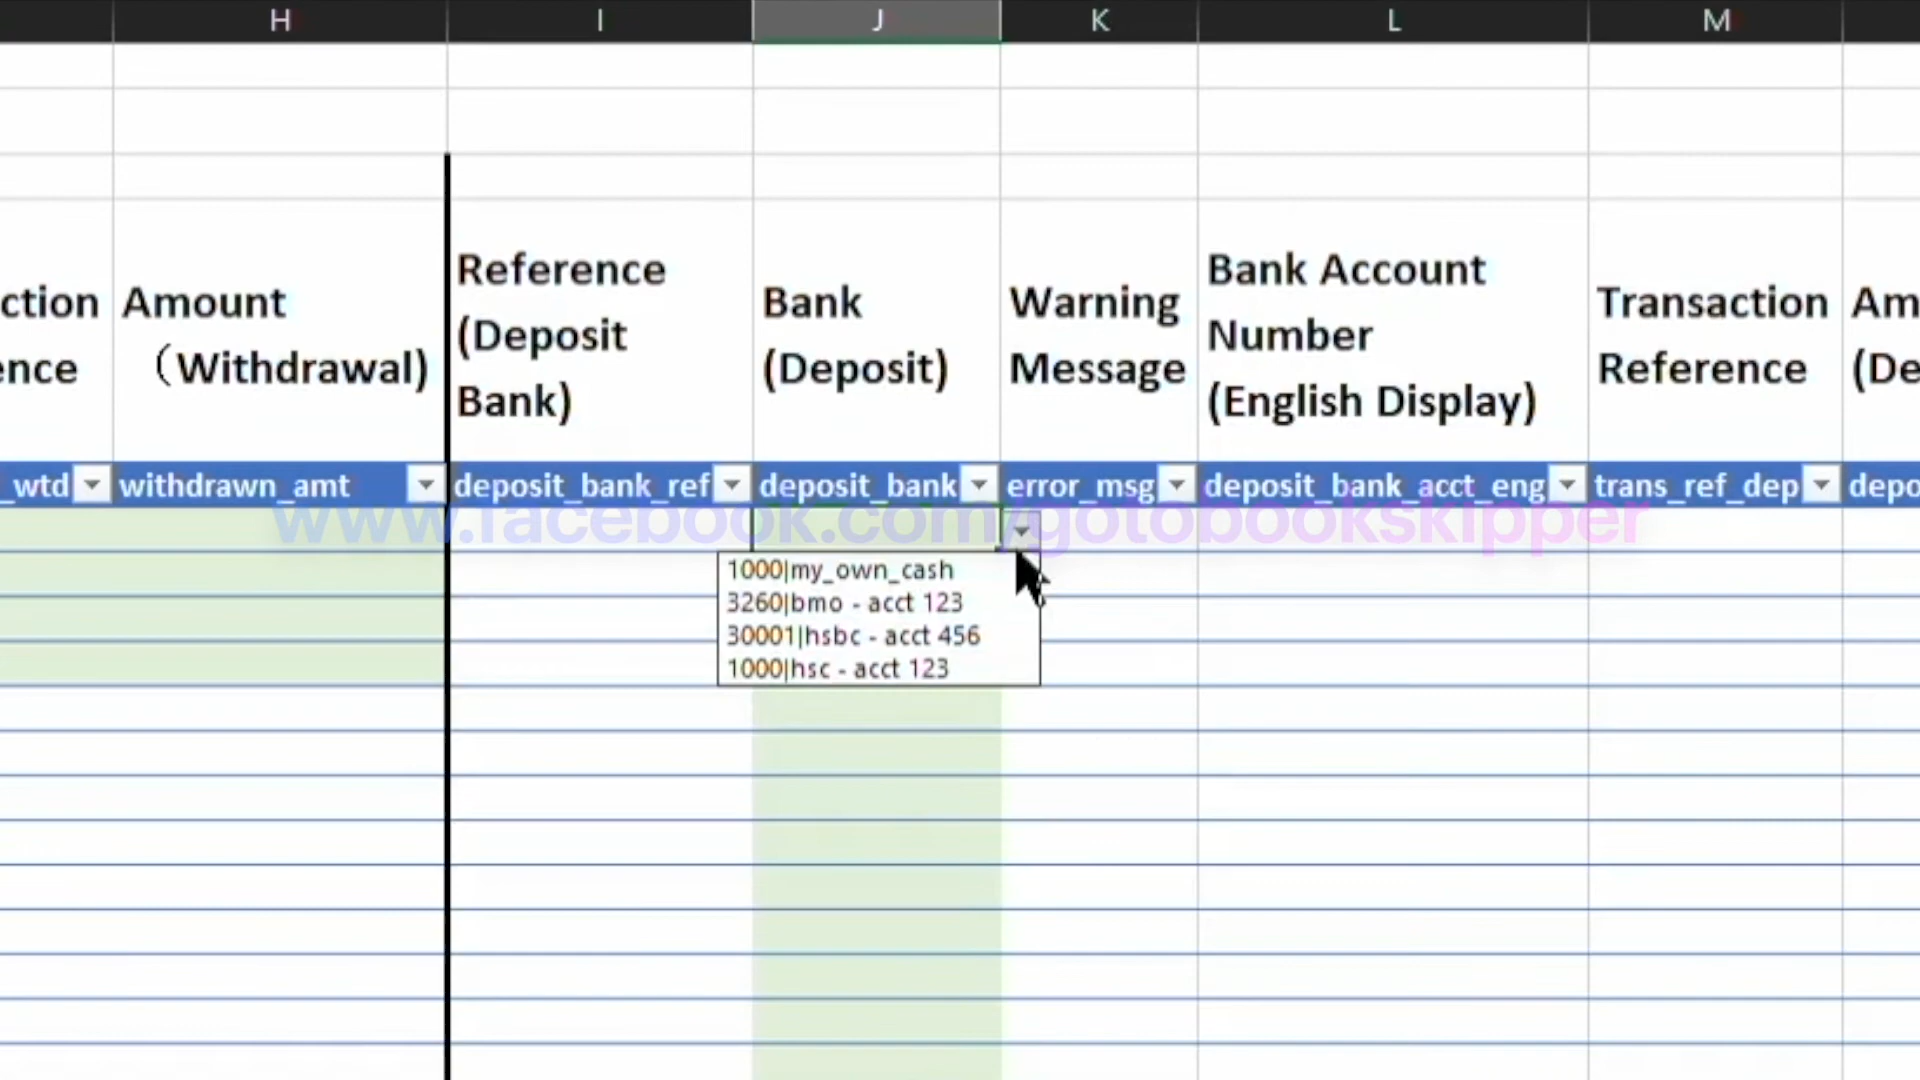 H I J K L M
ction
ence
Amount
（Withdrawal)
Reference
(Deposit
Bank)
Bank
(Deposit)
Warning
Message
Bank Account
Number
(English Display)
Transaction
Reference
Am
(De
_wtd withdrawn_amt deposit_bank_ref deposit_bank error_msg deposit_bank_acct_eng trans_ref_dep depo
www.facebook.com/gotobookskipper
1000|my_own_cash
3260|bmo - acct 123
30001|hsbc - acct 456
1000|hsc - acct 123